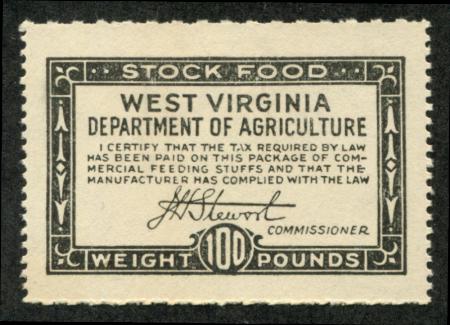 STOCK FOOD
WEST VIRGINIA
DEPARTMENT OF AGRICULTURE
I CERTIFY THAT THE TAX REQUIRED BY LAW
HAS BEEN PAID ON THIS PACKAGE OF COM-
MERCIAL FEEDING STUFFS AND THAT THE
MANUFACTURER HAS COMPLIED WITH THE LAW
J H Stewart
COMMISSIONER
WEIGHT 100 POUNDS